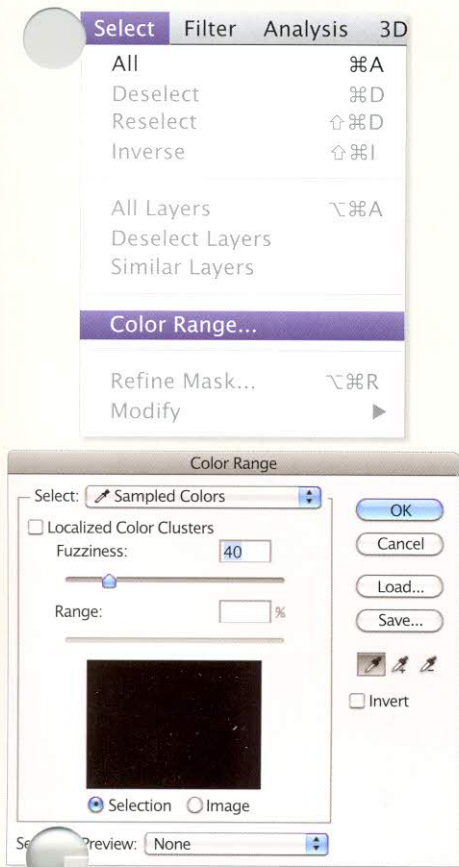 Select Filter Analysis 3D
All ⌘A
Deselect ⌘D
Reselect ⇧⌘D
Inverse ⇧⌘I
All Layers ⌥⌘A
Deselect Layers
Similar Layers
Color Range...
Refine Mask... ⌥⌘R
Modify ▶
Color Range
Select: Sampled Colors
Localized Color Clusters
Fuzziness: 40
Range: %
Selection Image
Preview: None
OK
Cancel
Load...
Save...
Invert